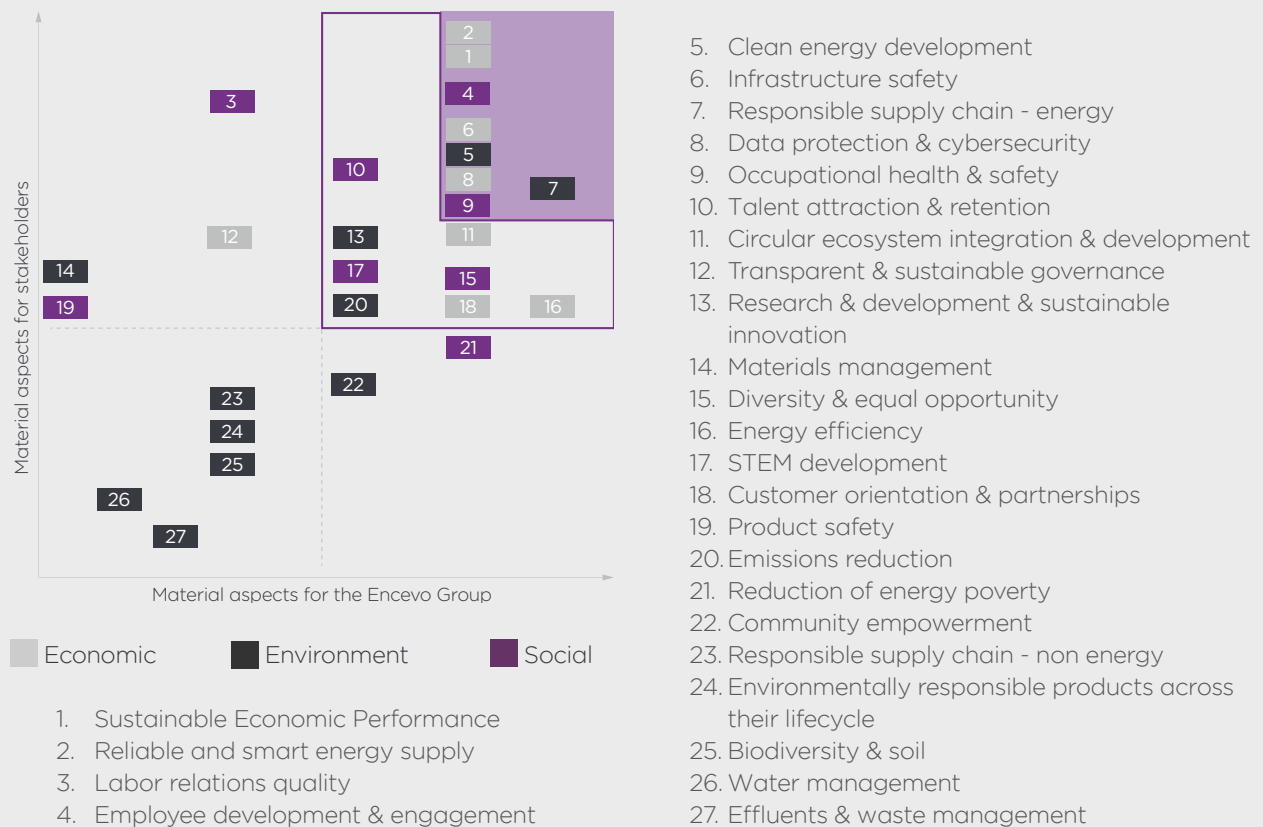 2
1
3
4
6
5
10
8
7
9
12
13
11
14
17
15
19
20
18
16
21
22
23
24
25
26
27
Material aspects for stakeholders
Material aspects for the Encevo Group
Economic
Environment
Social
1. Sustainable Economic Performance
2. Reliable and smart energy supply
3. Labor relations quality
4. Employee development & engagement
5. Clean energy development
6. Infrastructure safety
7. Responsible supply chain - energy
8. Data protection & cybersecurity
9. Occupational health & safety
10. Talent attraction & retention
11. Circular ecosystem integration & development
12. Transparent & sustainable governance
13. Research & development & sustainable
innovation
14. Materials management
15. Diversity & equal opportunity
16. Energy efficiency
17. STEM development
18. Customer orientation & partnerships
19. Product safety
20. Emissions reduction
21. Reduction of energy poverty
22. Community empowerment
23. Responsible supply chain - non energy
24. Environmentally responsible products across
their lifecycle
25. Biodiversity & soil
26. Water management
27. Effluents & waste management